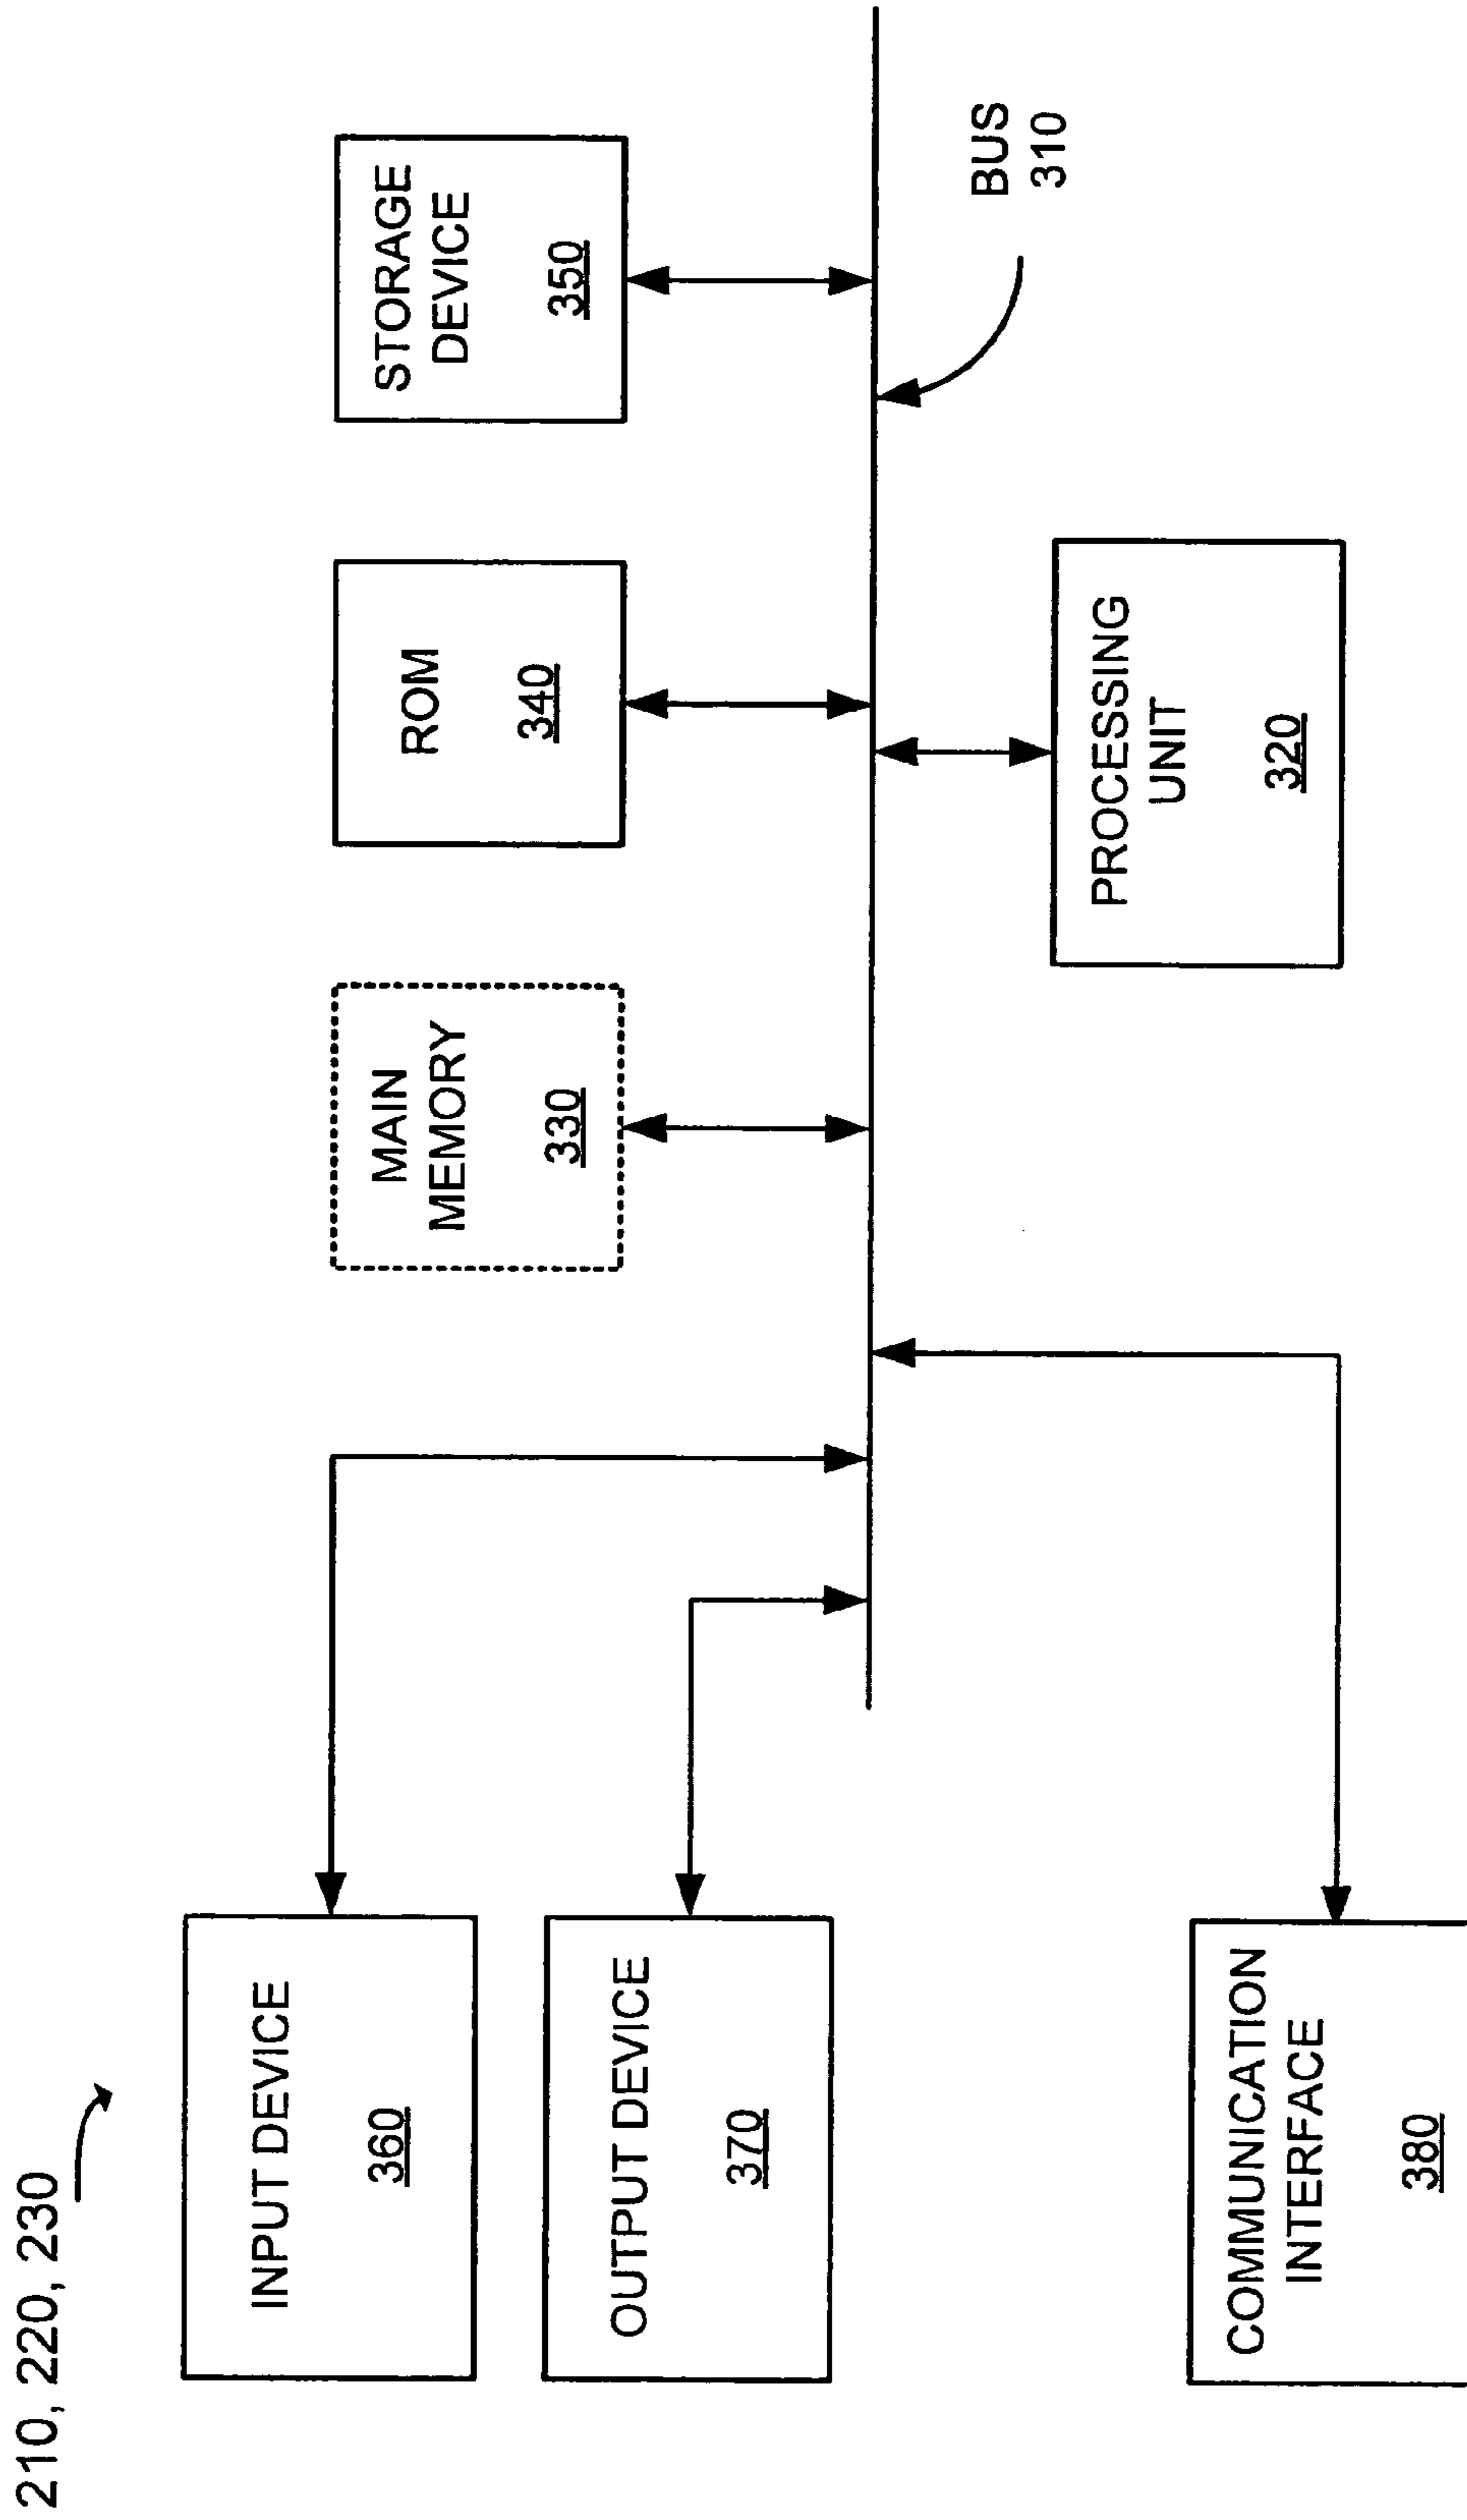 210, 220, 230
INPUT DEVICE
360
OUTPUT DEVICE
370
COMMUNICATION
INTERFACE
380
MAIN
MEMORY
330
ROM
340
STORAGE
DEVICE
350
BUS
310
PROCESSING
UNIT
320